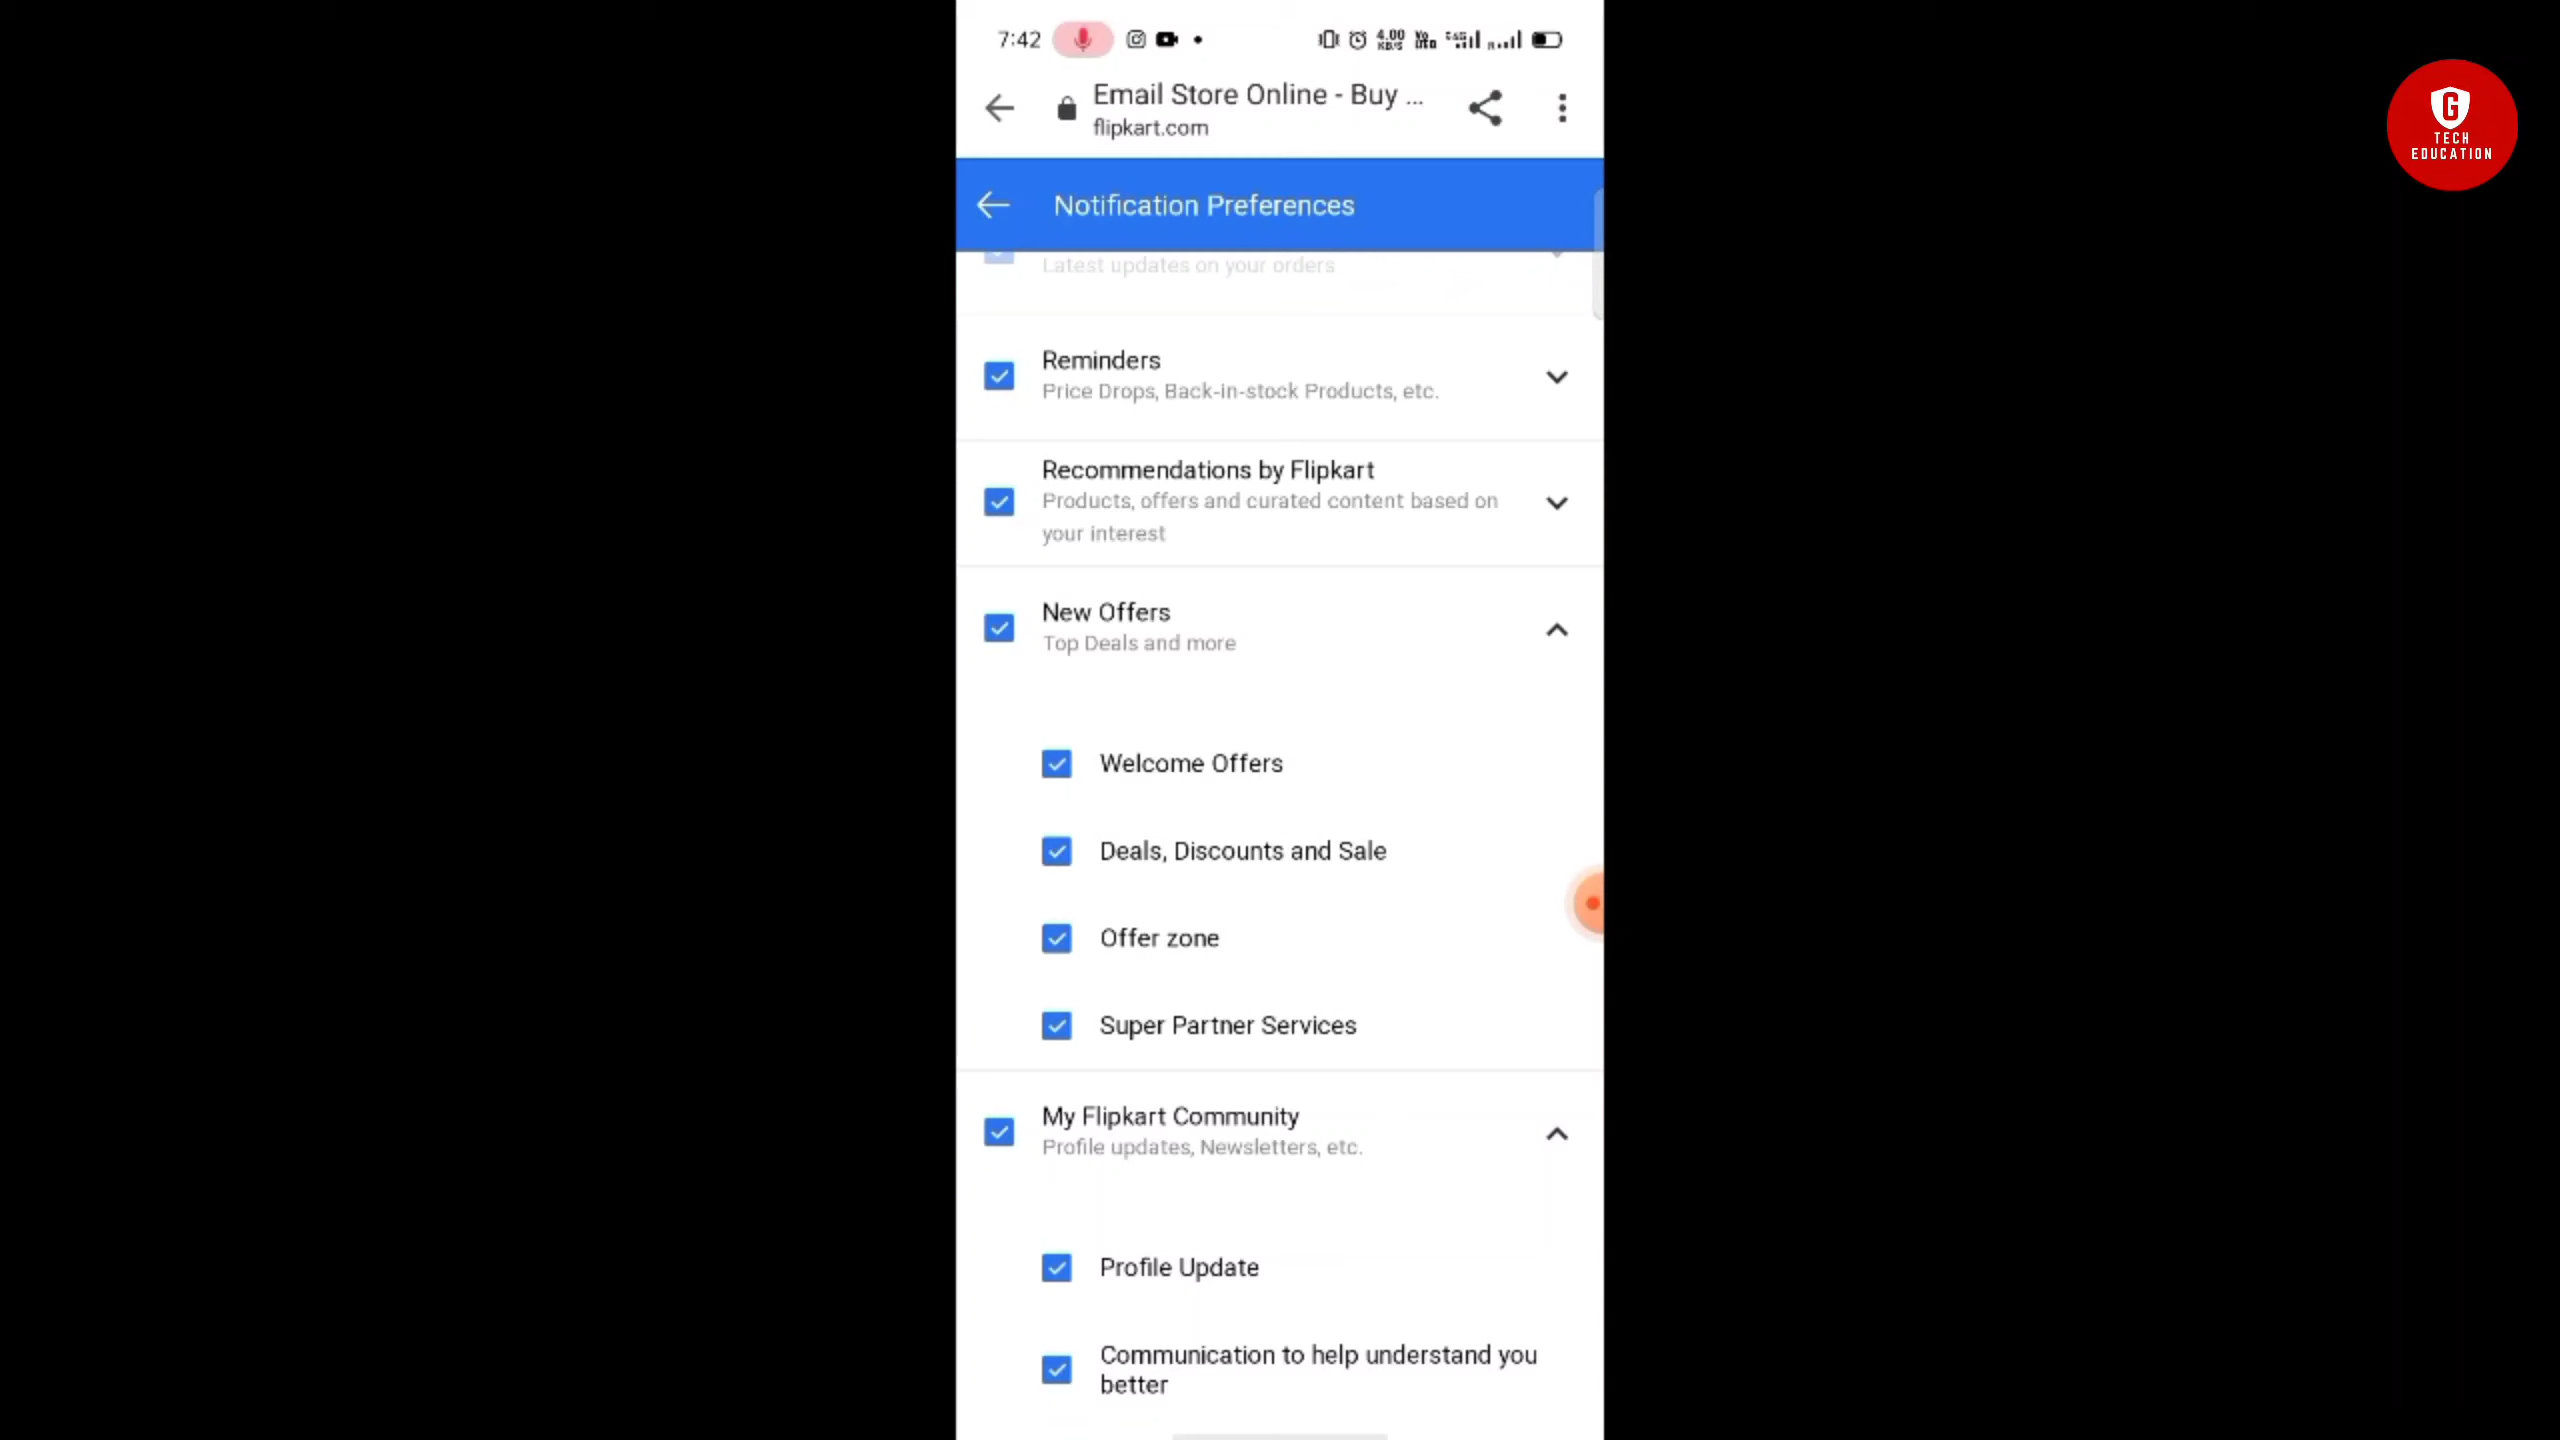 7:42
4.00
KB/S
Email Store Online - Buy ...
flipkart.com
G
TECH
EDUCATION
Notification Preferences
Latest updates on your orders
Reminders
Price Drops, Back-in-stock Products, etc.
Recommendations by Flipkart
Products, offers and curated content based on
your interest
New Offers
Top Deals and more
Welcome Offers
Deals, Discounts and Sale
Offer zone
Super Partner Services
My Flipkart Community
Profile updates, Newsletters, etc.
Profile Update
Communication to help understand you
better